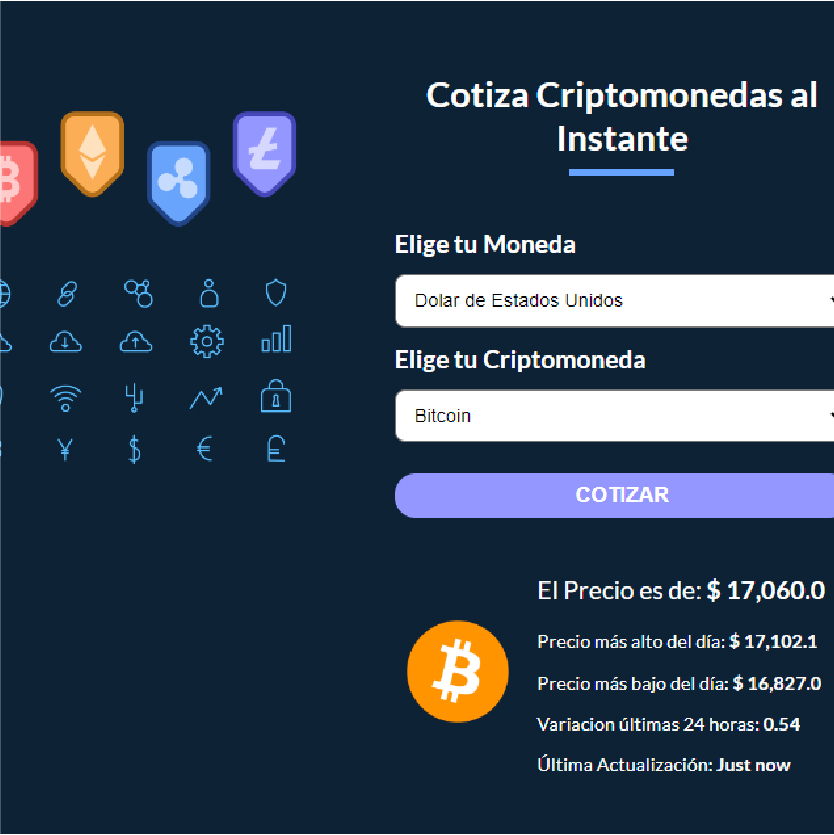 Cotiza Criptomonedas al
Instante
Elige tu Moneda
Dolar de Estados Unidos
Elige tu Criptomoneda
Bitcoin
COTIZAR
El Precio es de: $ 17,060.0
Precio más alto del día: $ 17,102.1
Precio más bajo del día: $ 16,827.0
Variacion últimas 24 horas: 0.54
Última Actualización: Just now